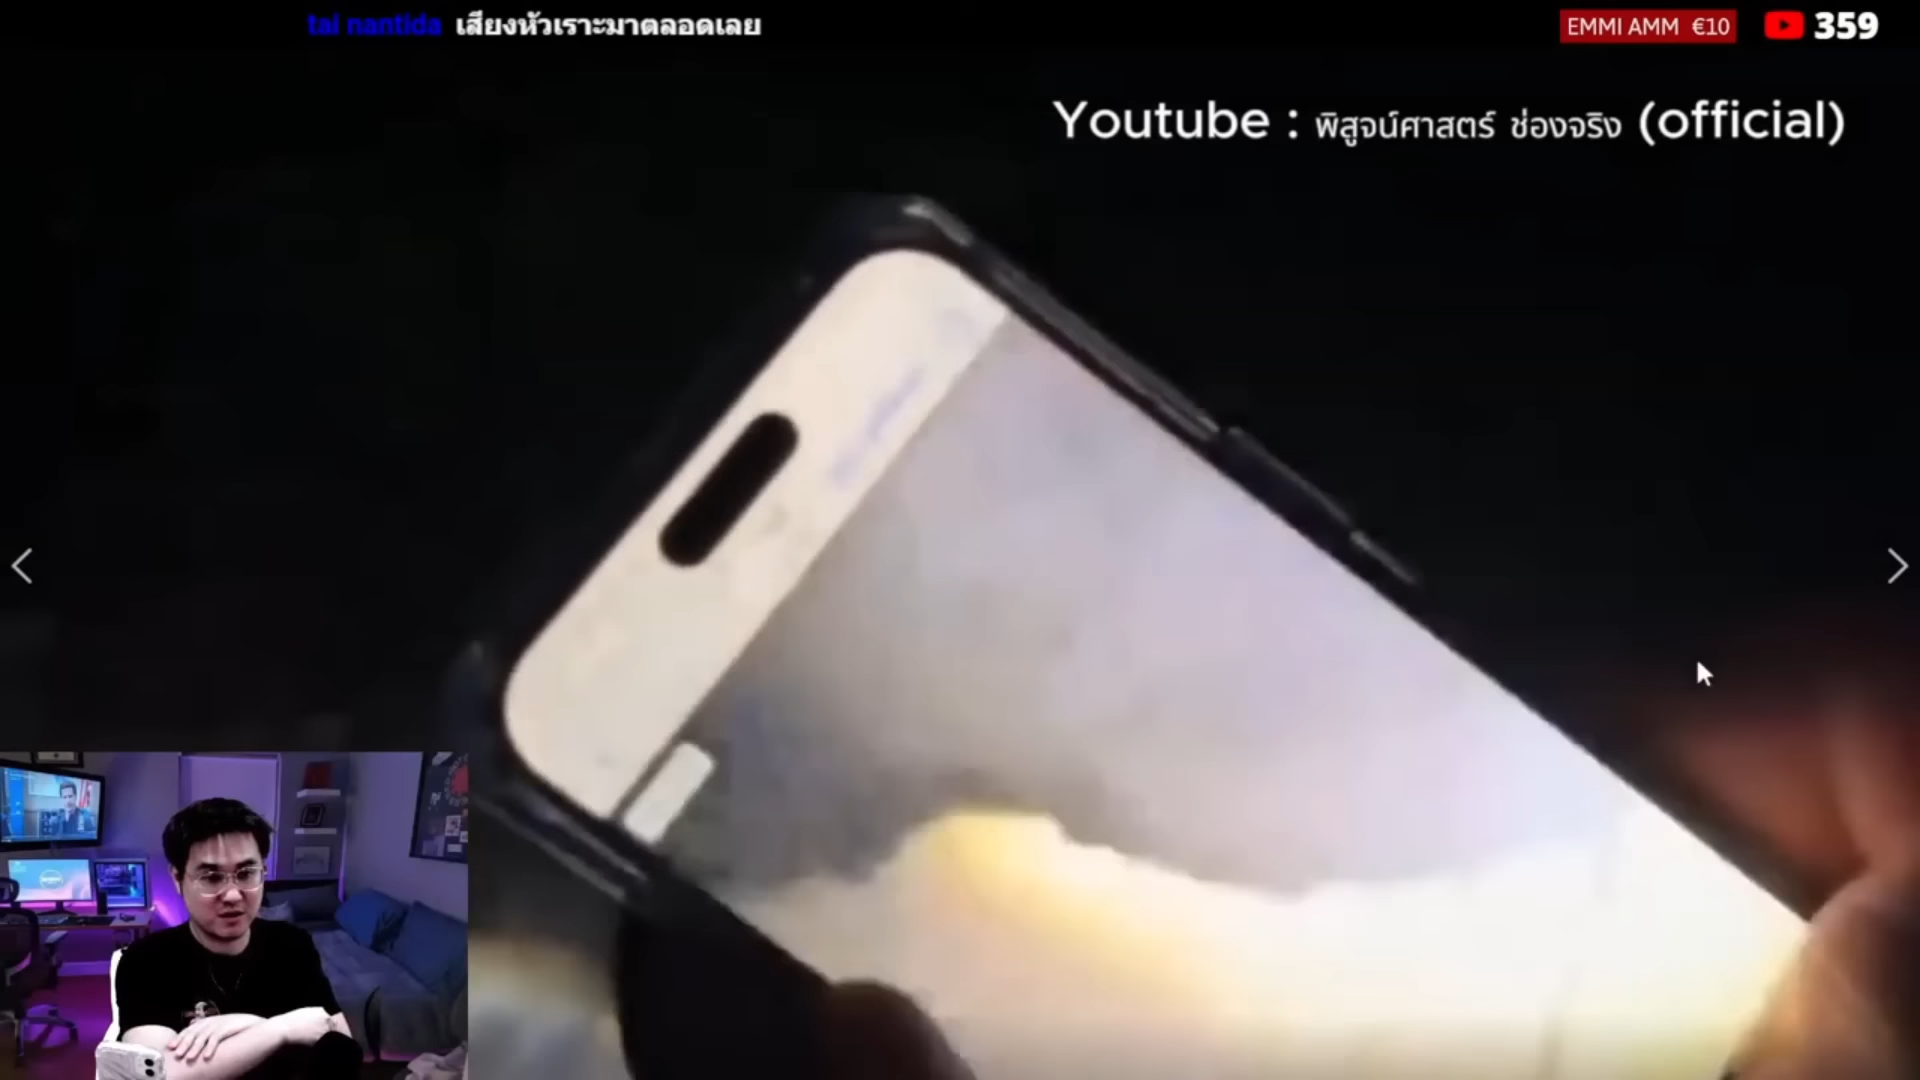 tai nantida เสียงหัวเราะมาตลอดเลย
EMMI AMM €10
359
Youtube : พิสูจน์ศาสตร์ ช่องจริง (official)